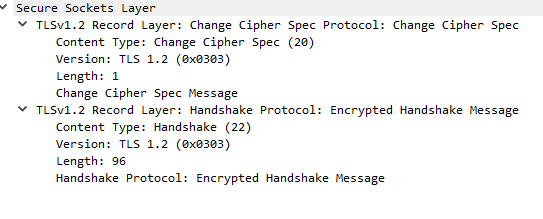 Secure Sockets Layer
TLSv1.2 Record Layer: Change Cipher Spec Protocol: Change Cipher Spec
Content Type: Change Cipher Spec (20)
Version: TLS 1.2 (0x0303)
Length: 1
Change Cipher Spec Message
TLSv1.2 Record Layer: Handshake Protocol: Encrypted Handshake Message
Content Type: Handshake (22)
Version: TLS 1.2 (0x0303)
Length: 96
Handshake Protocol: Encrypted Handshake Message